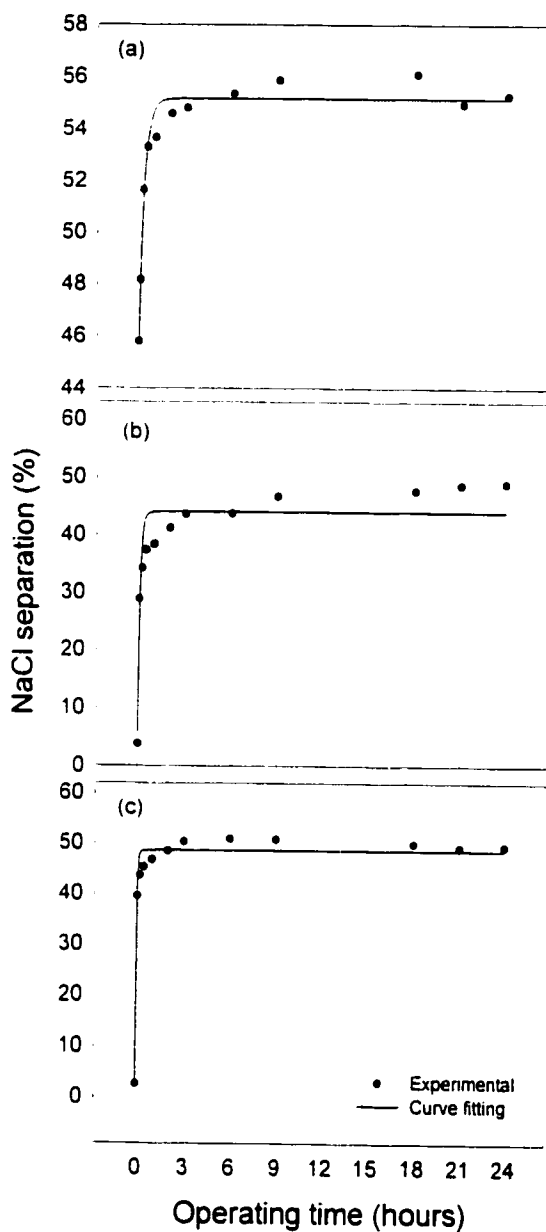 58
(a)
56
54
52
50
48
46
44
60
(b)
50
40
30
20
10
0
60
(c)
50
40
30
20
10
0
NaCl separation (%)
Experimental
Curve fitting
0 3 6 9 12 15 18 21 24
Operating time (hours)